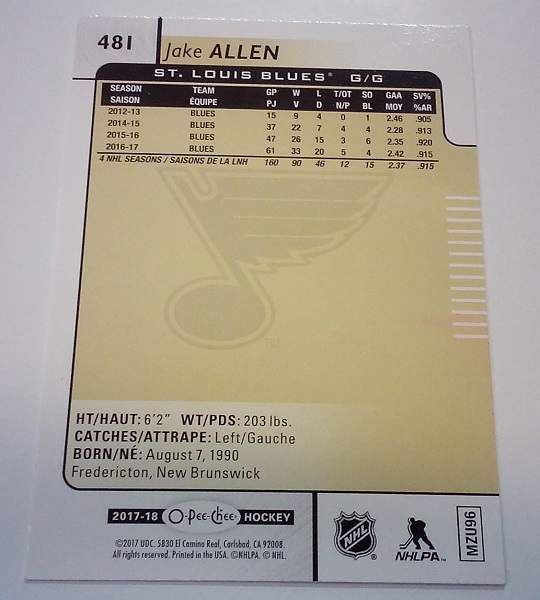 481
Jake ALLEN
ST. LOUIS BLUES® G/G
SEASON TEAM GP W L T/OT SO GAA SV%
SAISON ÉQUIPE PJ V D N/P BL MOY %AR
2012-13 BLUES 15 9 4 0 1 2.46 .905
2014-15 BLUES 37 22 7 4 4 2.28 .913
2015-16 BLUES 47 26 15 3 6 2.35 .920
2016-17 BLUES 61 33 20 5 4 2.42 .915
4 NHL SEASONS / SAISONS DE LA LNH 160 90 46 12 15 2.37 .915
HT/HAUT: 6'2" WT/PDS: 203 lbs.
CATCHES/ATTRAPE: Left/Gauche
BORN/NÉ: August 7, 1990
Fredericton, New Brunswick
2017-18 O-Pee-Chee HOCKEY
©2017 UDC. 5830 El Camino Real, Carlsbad, CA 92008.
All rights reserved. Printed in the USA. ©NHLPA. © NHL.
NHL
NHLPA™
MZU96